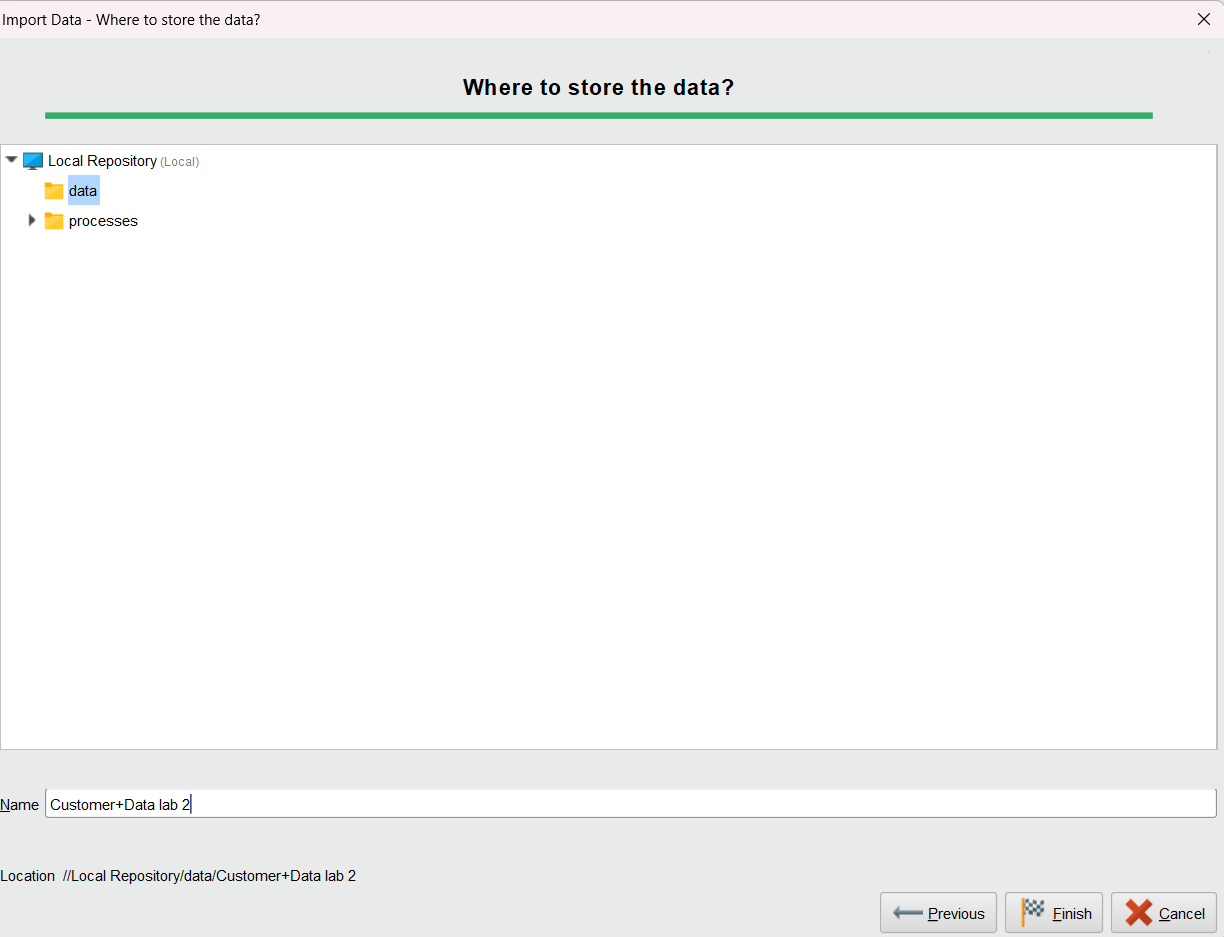 Import Data - Where to store the data?
Where to store the data?
Local Repository (Local)
data
processes
Name Customer+Data lab 2
Location //Local Repository/data/Customer+Data lab 2
Previous Finish Cancel